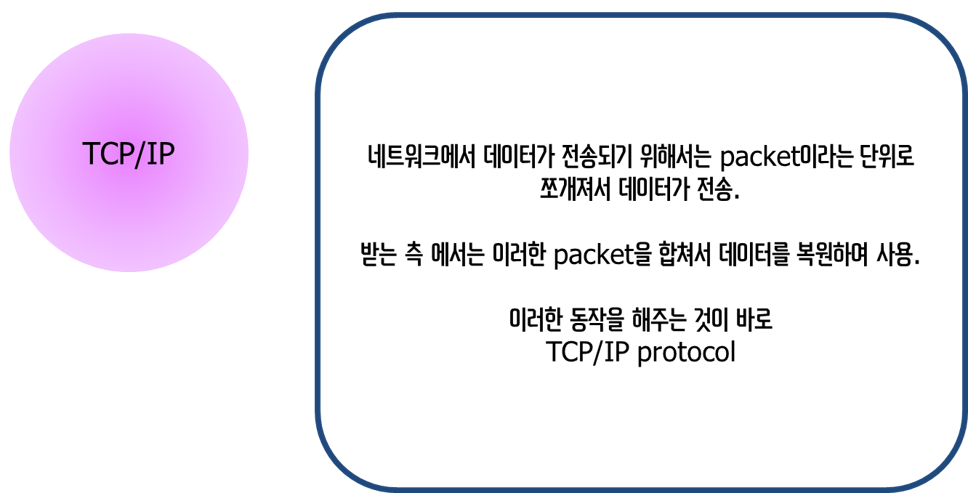 TCP/IP
네트워크에서 데이터가 전송되기 위해서는 packet이라는 단위로
쪼개져서 데이터가 전송.
받는 측 에서는 이러한 packet을 합쳐서 데이터를 복원하여 사용.
이러한 동작을 해주는 것이 바로
TCP/IP protocol